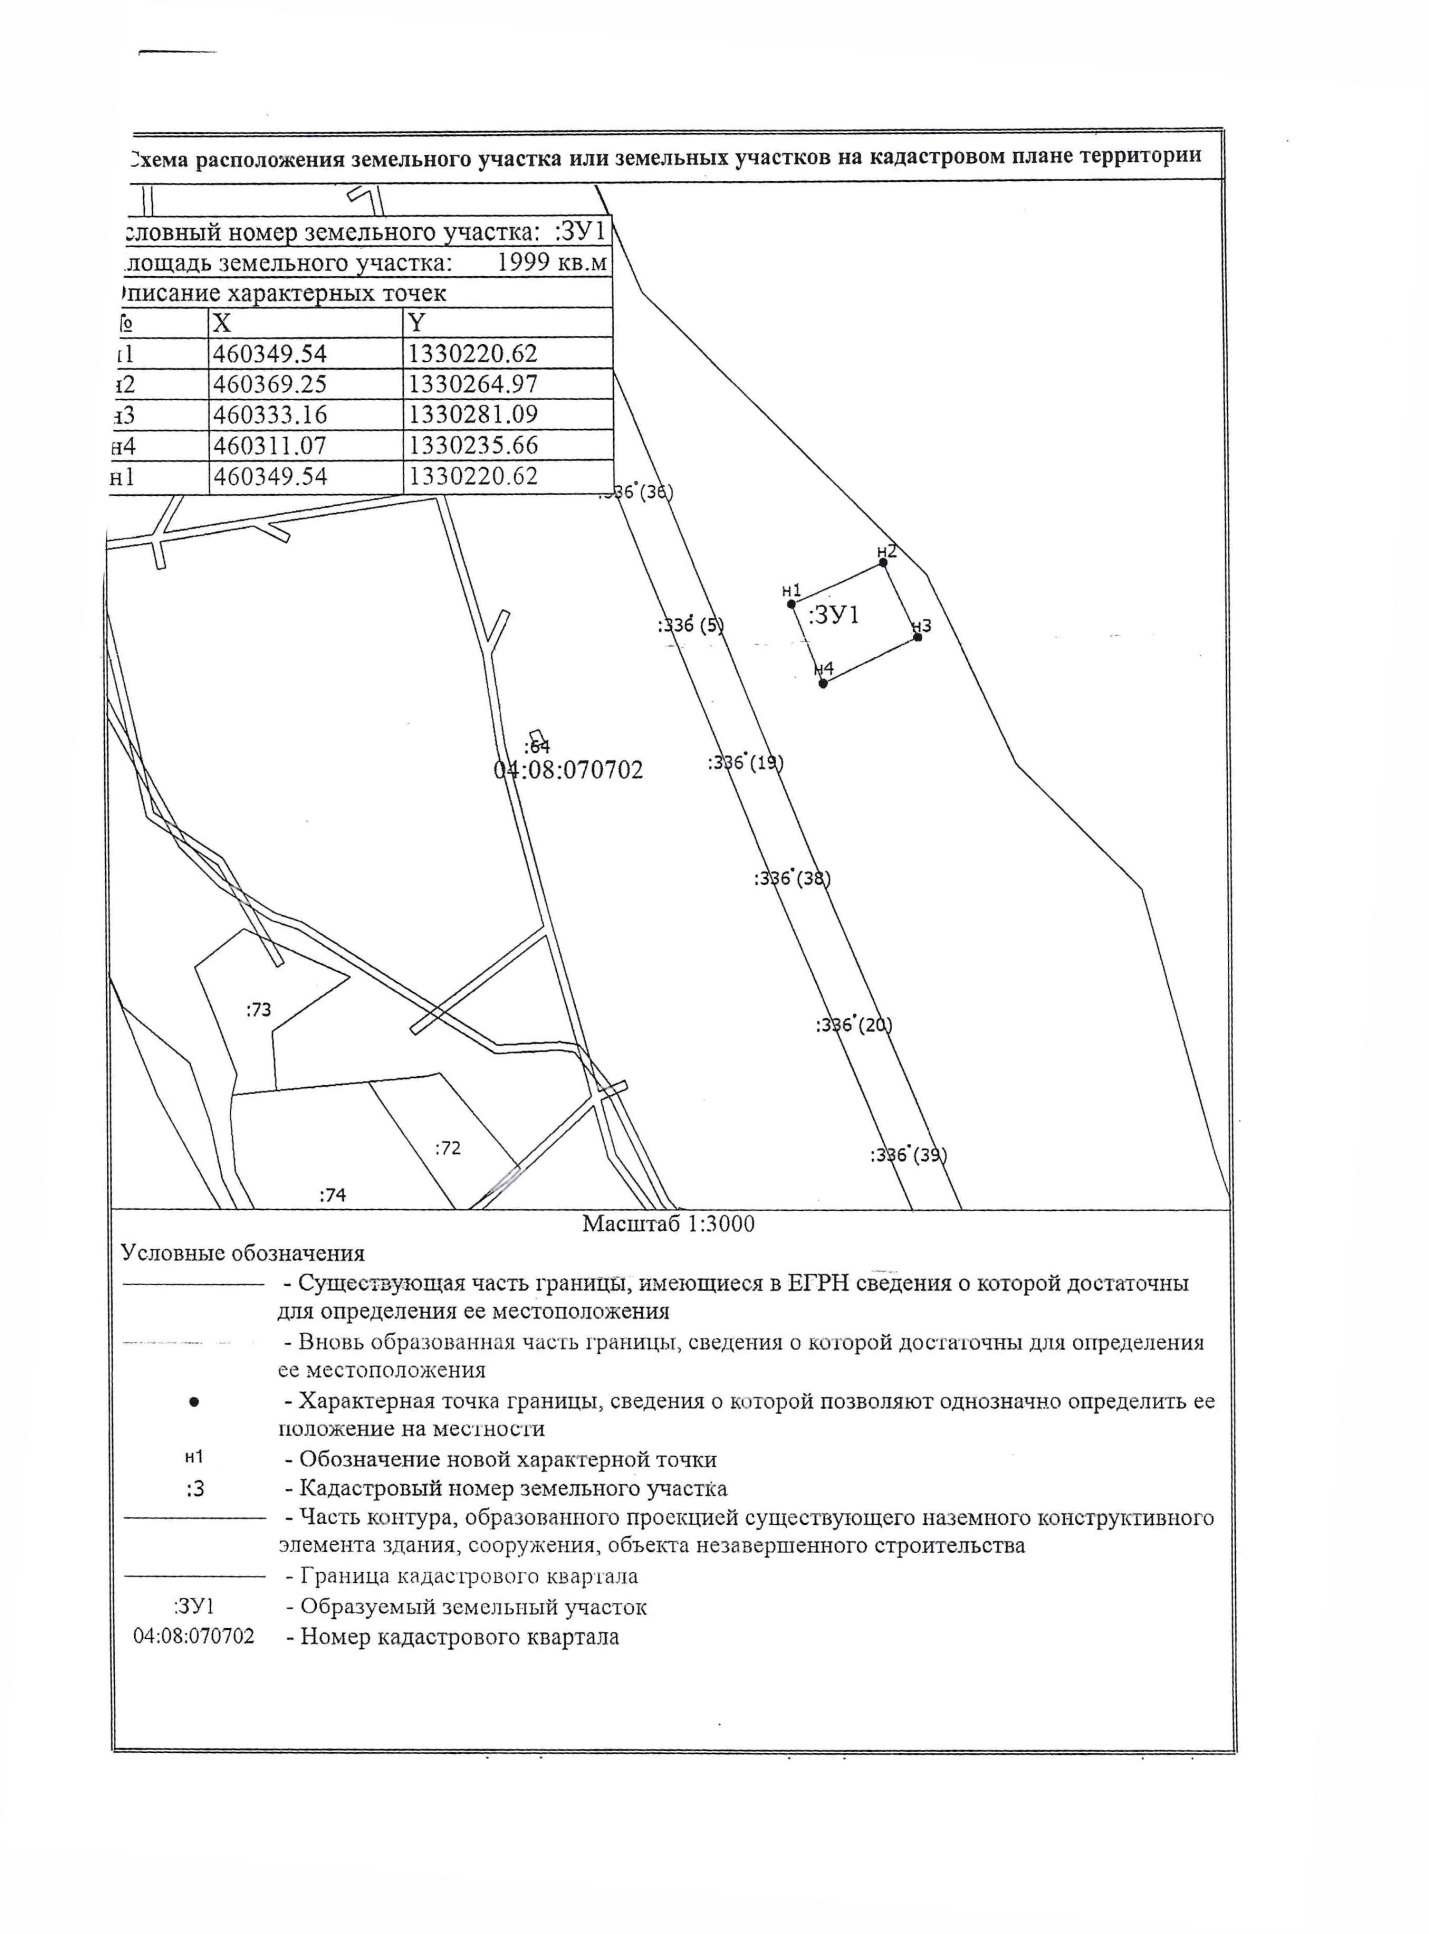 Схема расположения земельного участка или земельных участков на кадастровом плане территории
словный номер земельного участка: :ЗУ1
лощадь земельного участка: 1999 кв.м
писание характерных точек
№ X Y
н1 460349.54 1330220.62
н2 460369.25 1330264.97
н3 460333.16 1330281.09
н4 460311.07 1330235.66
н1 460349.54 1330220.62
:336 (36)
н2
н1
:ЗУ1
:336 (5)
н3
н4
:64
04:08:070702
:336 (19)
:336 (38)
:73
:336 (20)
:72
:336 (39)
:74
Масштаб 1:3000
Условные обозначения
- Существующая часть границы, имеющиеся в ЕГРН сведения о которой достаточны
для определения ее местоположения
- Вновь образованная часть границы, сведения о которой достаточны для определения
ее местоположения
- Характерная точка границы, сведения о которой позволяют однозначно определить ее
положение на местности
н1 - Обозначение новой характерной точки
:3 - Кадастровый номер земельного участка
- Часть контура, образованного проекцией существующего наземного конструктивного
элемента здания, сооружения, объекта незавершенного строительства
- Граница кадастрового квартала
:ЗУ1 - Образуемый земельный участок
04:08:070702 - Номер кадастрового квартала